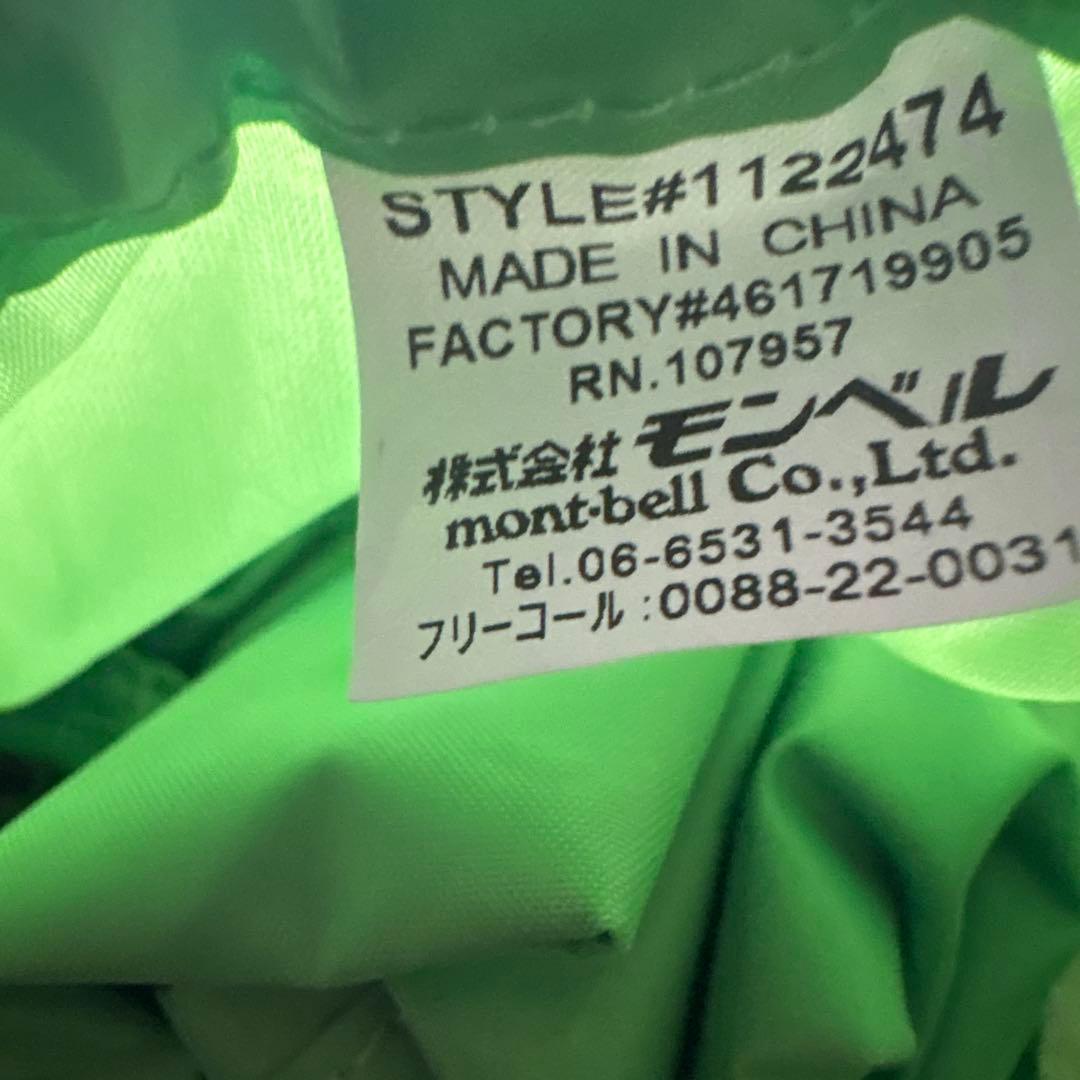 STYLE#1122474
MADE IN CHINA
FACTORY#461719905
RN.107957
株式会社 モンベル
mont-bell Co.,Ltd.
Tel.06-6531-3544
フリーコール:0088-22-0031